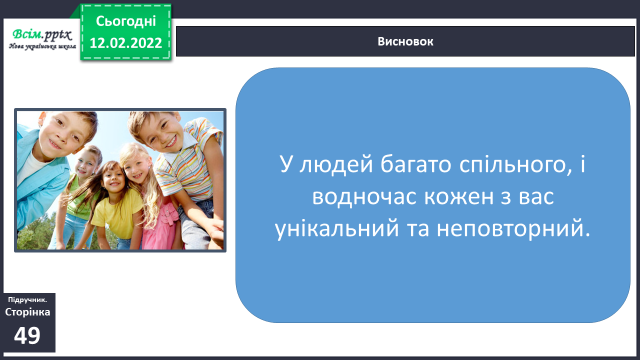 Всім.pptx
Нова українська школа
Сьогодні
12.02.2022
Висновок
У людей багато спільного, і
водночас кожен з вас
унікальний та неповторний.
Підручник.
Сторінка
49